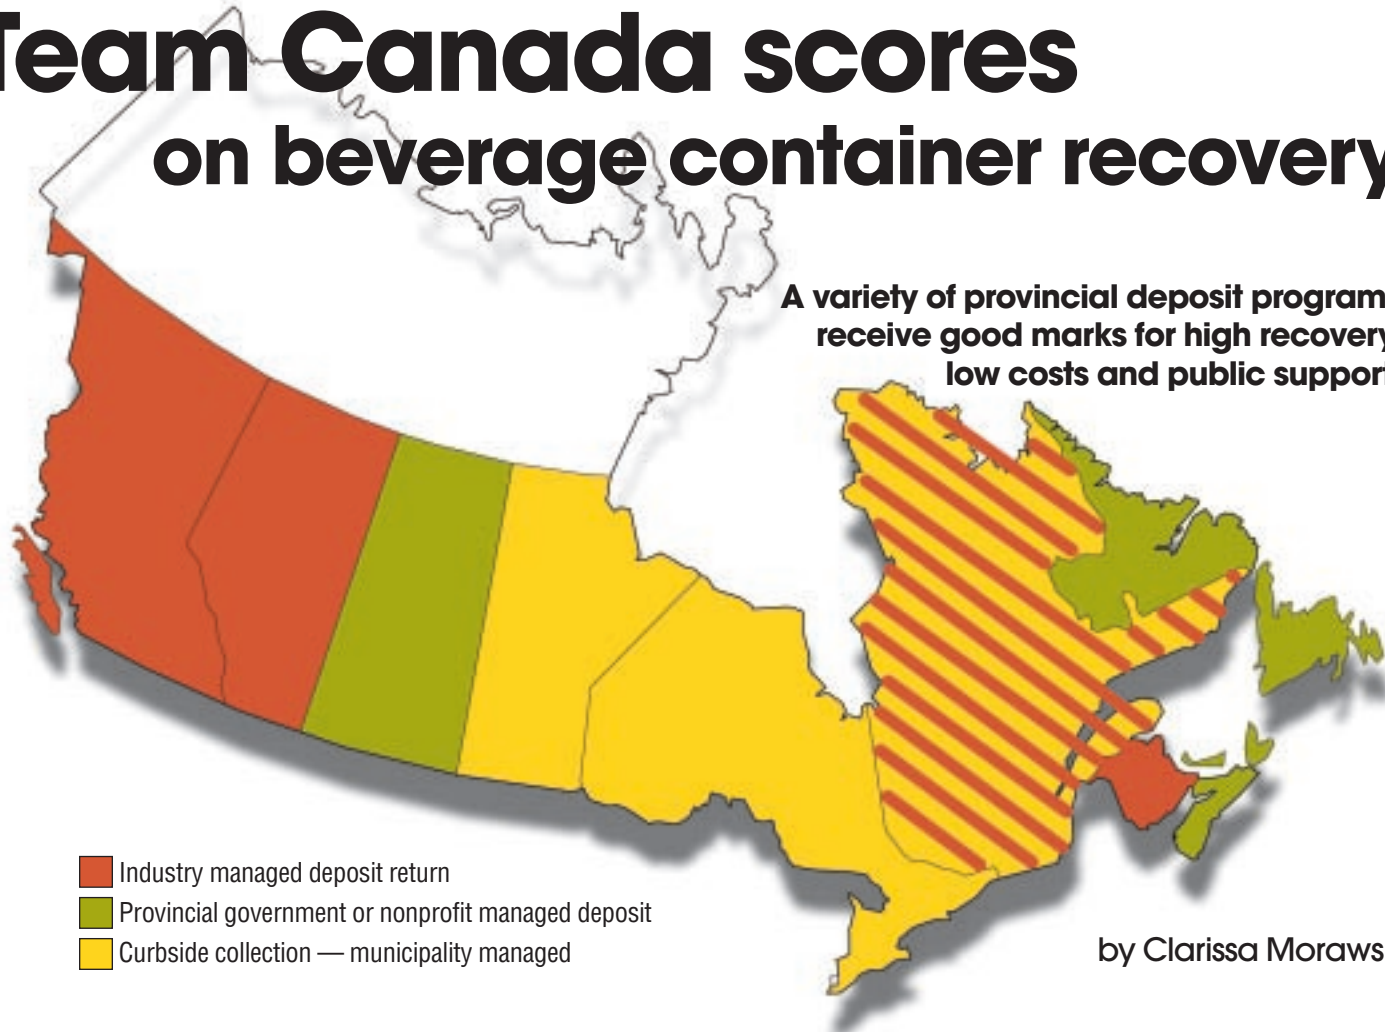 Team Canada scores
on beverage container recovery
A variety of provincial deposit program
receive good marks for high recovery
low costs and public support
Industry managed deposit return
Provincial government or nonprofit managed deposit
Curbside collection — municipality managed
by Clarissa Moraws